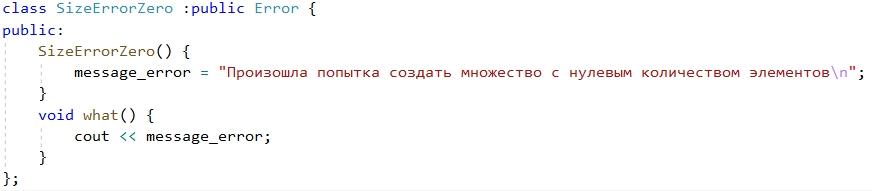 class SizeErrorZero :public Error {
public:
    SizeErrorZero() {
        message_error = "Произошла попытка создать множество с нулевым количеством элементов\n";
    }
    void what() {
        cout << message_error;
    }
};